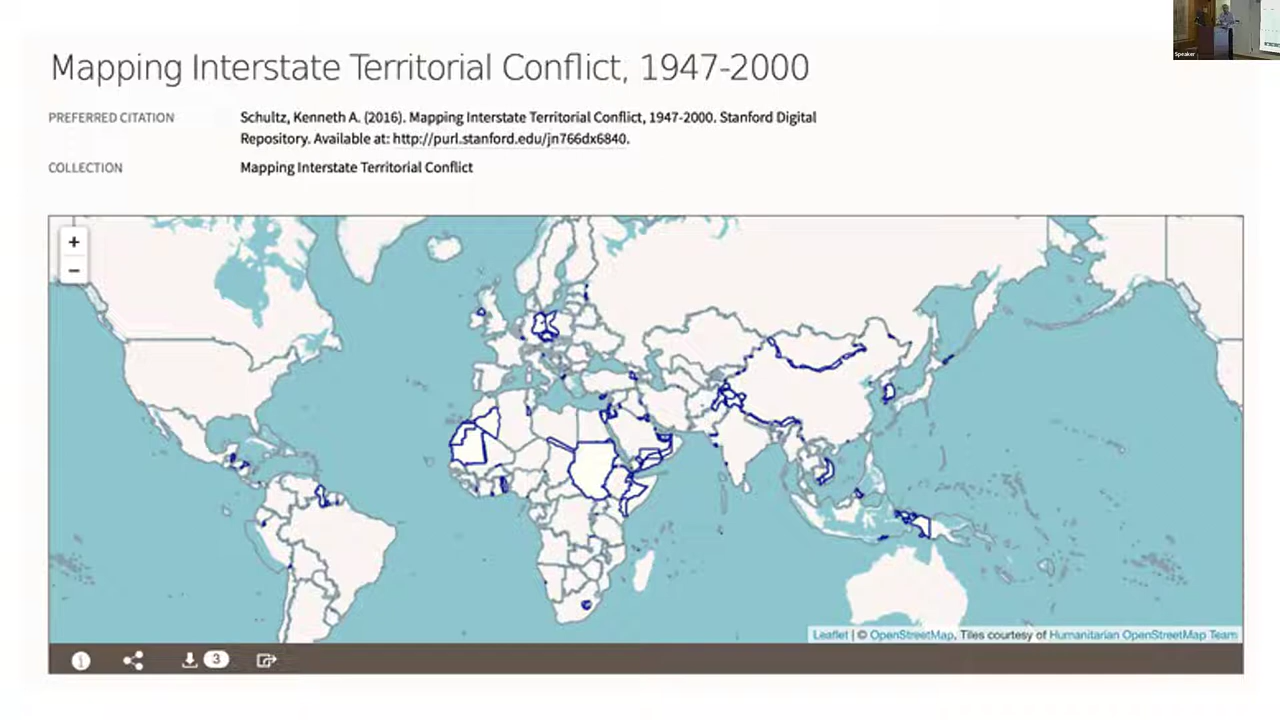 Speaker
Mapping Interstate Territorial Conflict, 1947-2000
PREFERRED CITATION
Schultz, Kenneth A. (2016). Mapping Interstate Territorial Conflict, 1947-2000. Stanford Digital
Repository. Available at: http://purl.stanford.edu/jn766dx6840.
COLLECTION
Mapping Interstate Territorial Conflict
+
−
Leaflet | © OpenStreetMap, Tiles courtesy of Humanitarian OpenStreetMap Team
3